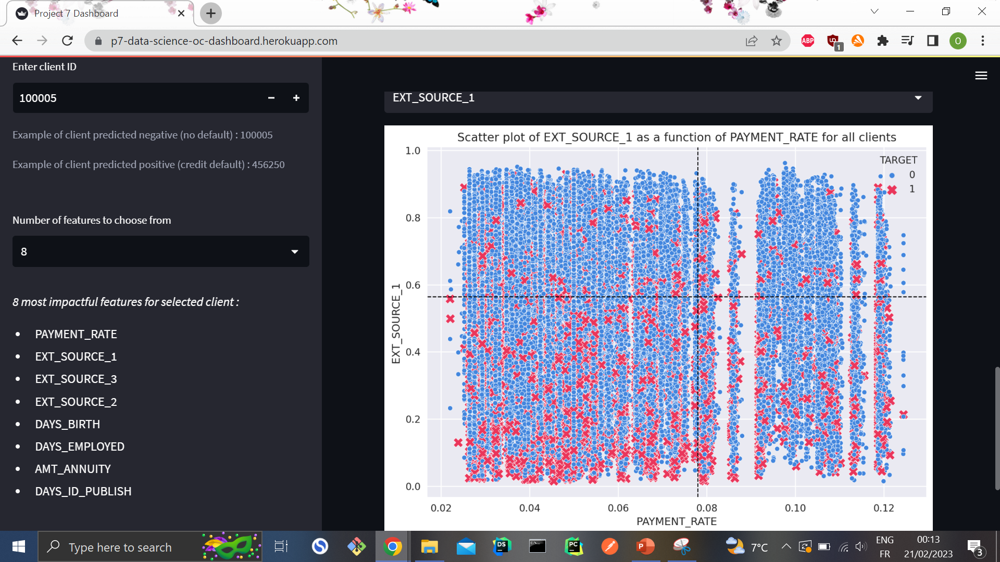 Project 7 Dashboard
p7-data-science-oc-dashboard.herokuapp.com
ABP
1
O
Enter client ID
100005
Example of client predicted negative (no default) : 100005
Example of client predicted positive (credit default) : 456250
Number of features to choose from
8
8 most impactful features for selected client :
PAYMENT_RATE
EXT_SOURCE_1
EXT_SOURCE_3
EXT_SOURCE_2
DAYS_BIRTH
DAYS_EMPLOYED
AMT_ANNUITY
DAYS_ID_PUBLISH
EXT_SOURCE_1
Scatter plot of EXT_SOURCE_1 as a function of PAYMENT_RATE for all clients
TARGET
0
1
EXT_SOURCE_1
1.0
0.8
0.6
0.4
0.2
0.0
0.02 0.04 0.06 0.08 0.10 0.12
PAYMENT_RATE
Type here to search
DS
PC
P
7°C
ENG
FR
00:13
21/02/2023
3